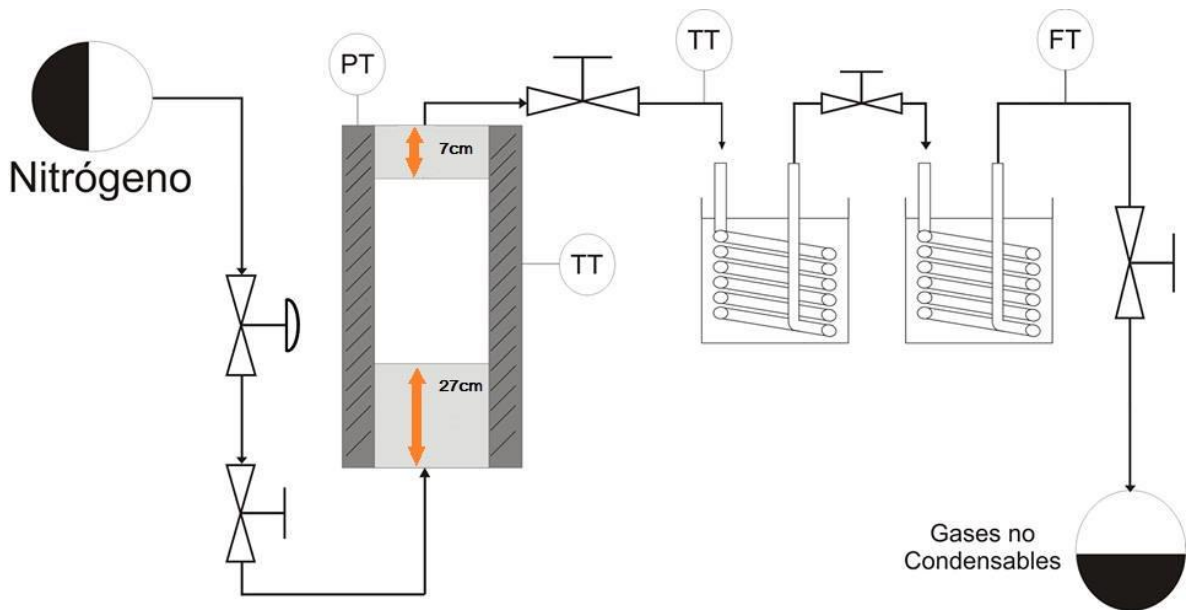 Nitrógeno
PT
7cm
27cm
TT
TT
FT
Gases no
Condensables